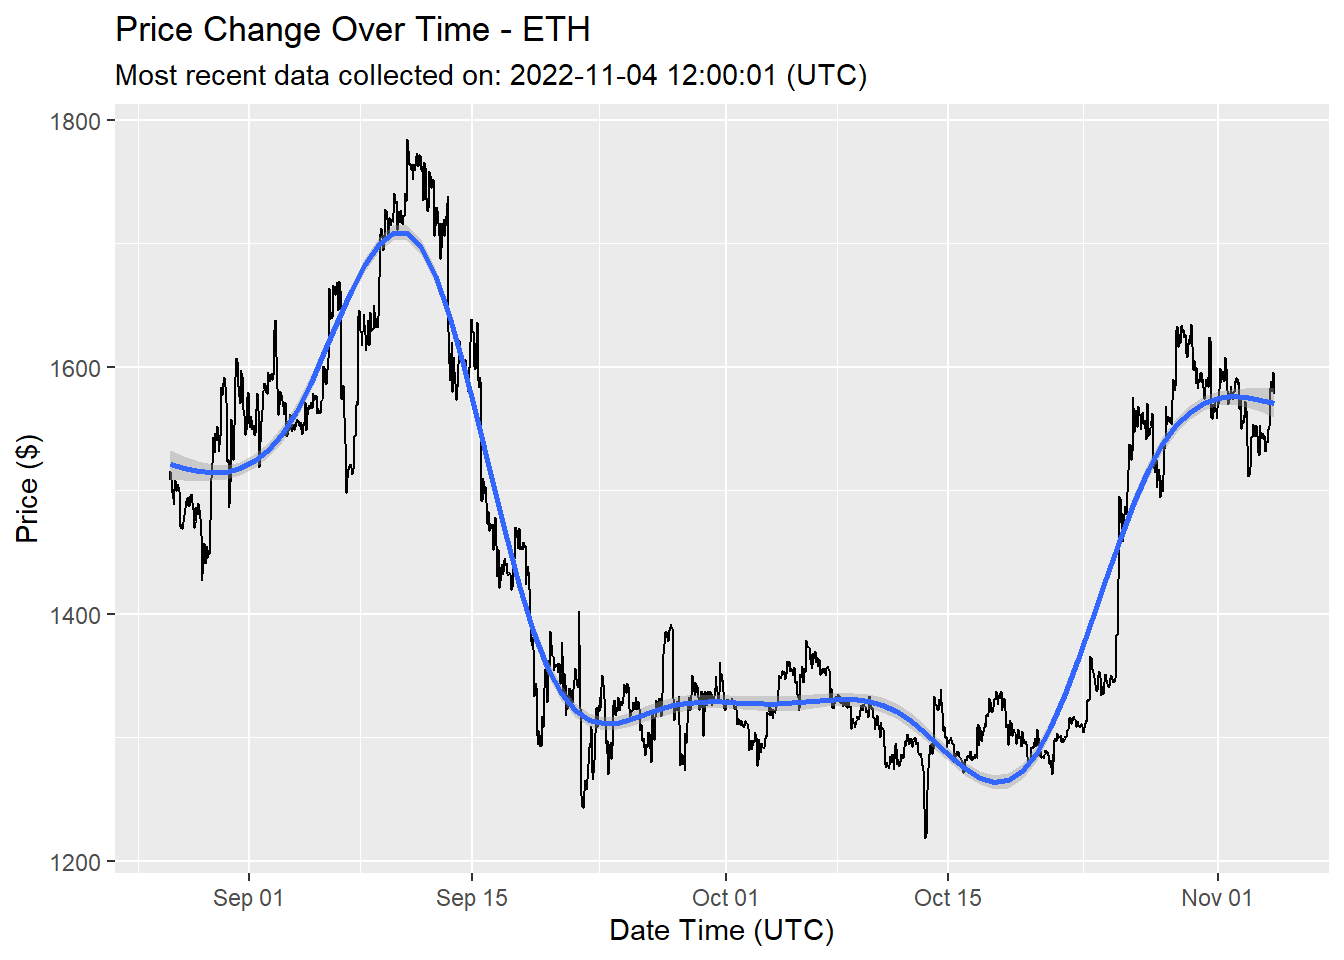 Price Change Over Time - ETH
Most recent data collected on: 2022-11-04 12:00:01 (UTC)
Price ($)
1800
1600
1400
1200
Sep 01
Sep 15
Oct 01
Oct 15
Nov 01
Date Time (UTC)